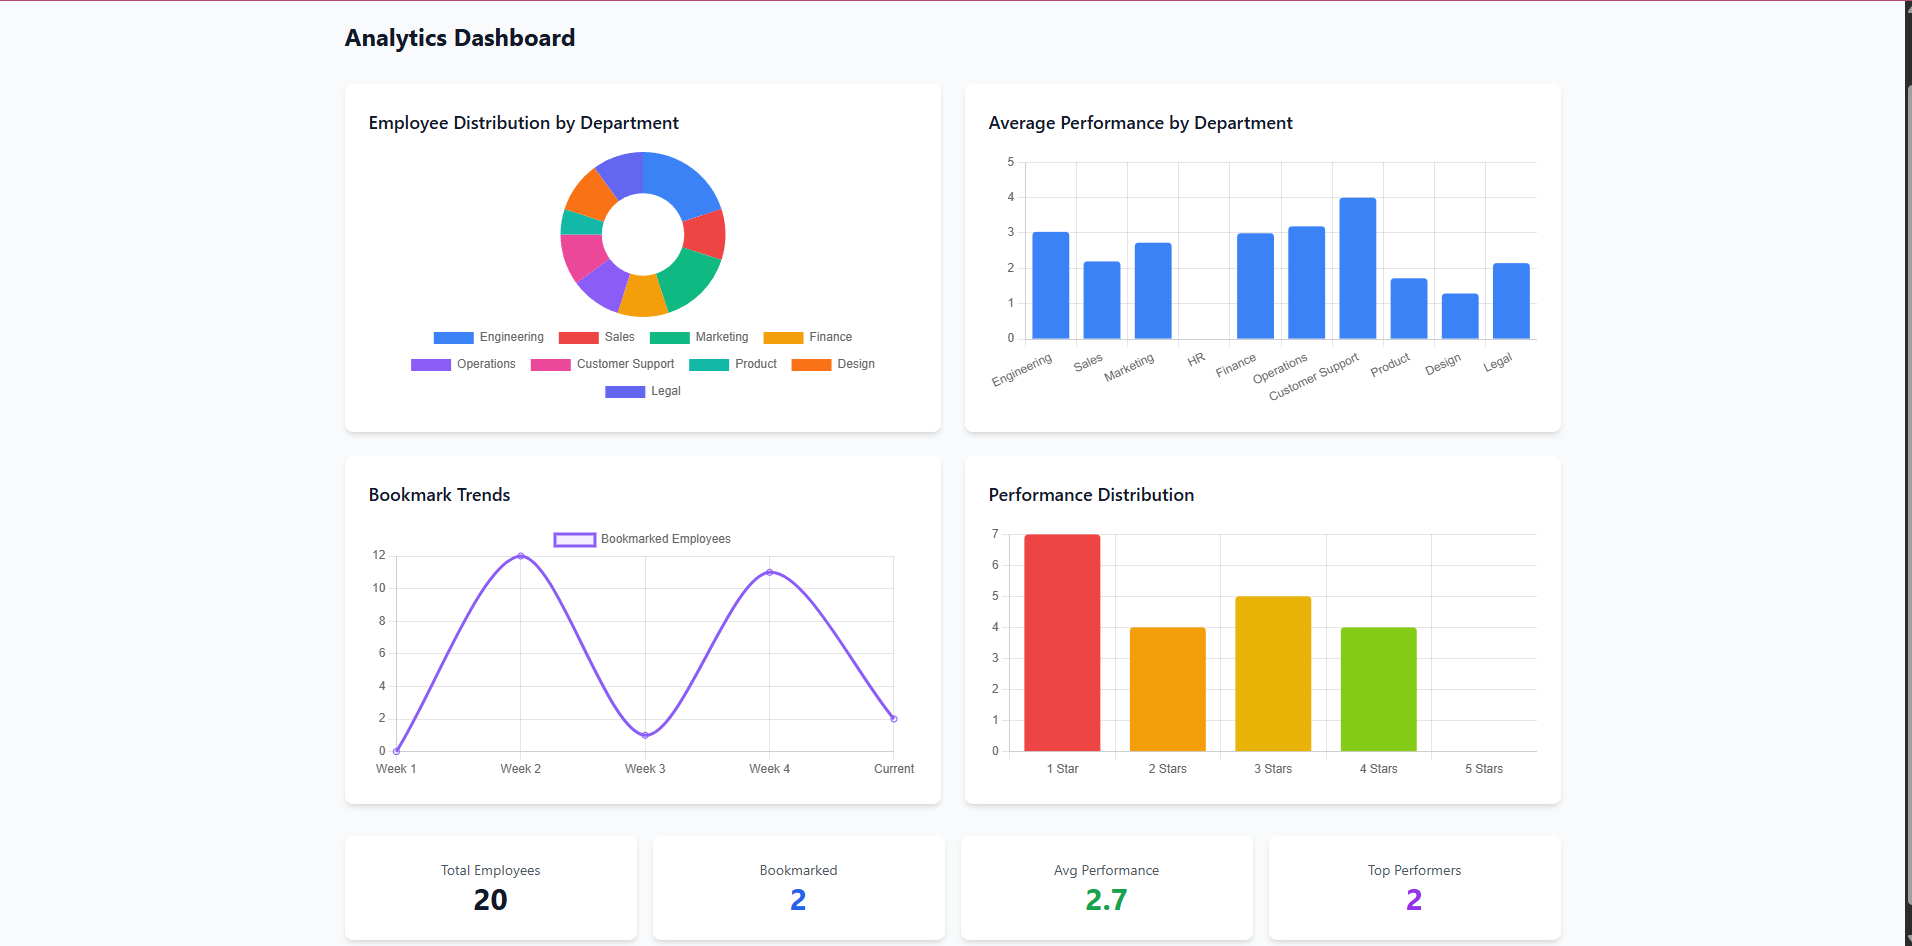 Analytics Dashboard
Employee Distribution by Department
Engineering Sales Marketing Finance
Operations Customer Support Product Design
Legal
Average Performance by Department
5
4
3
2
1
0
Engineering Sales Marketing HR Finance Operations Customer Support Product Design Legal
Bookmark Trends
Bookmarked Employees
12
10
8
6
4
2
0
Week 1 Week 2 Week 3 Week 4 Current
Performance Distribution
7
6
5
4
3
2
1
0
1 Star 2 Stars 3 Stars 4 Stars 5 Stars
Total Employees
20
Bookmarked
2
Avg Performance
2.7
Top Performers
2